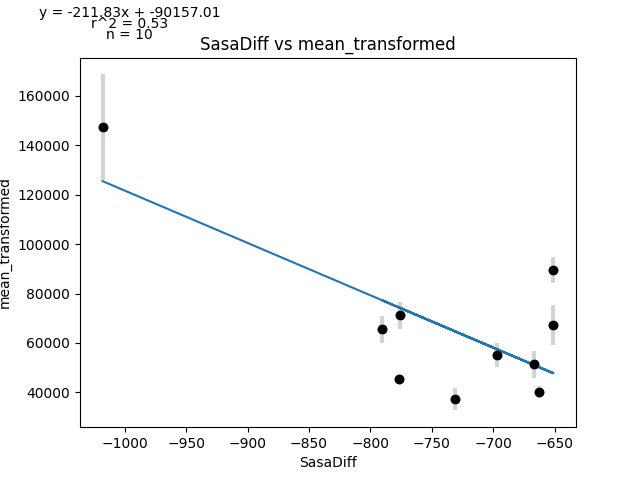 y = -211.83x + -90157.01
r^2 = 0.53
n = 10
SasaDiff vs mean_transformed
160000
140000
120000
100000
80000
60000
40000
mean_transformed
−1000
−950
−900
−850
−800
−750
−700
−650
SasaDiff